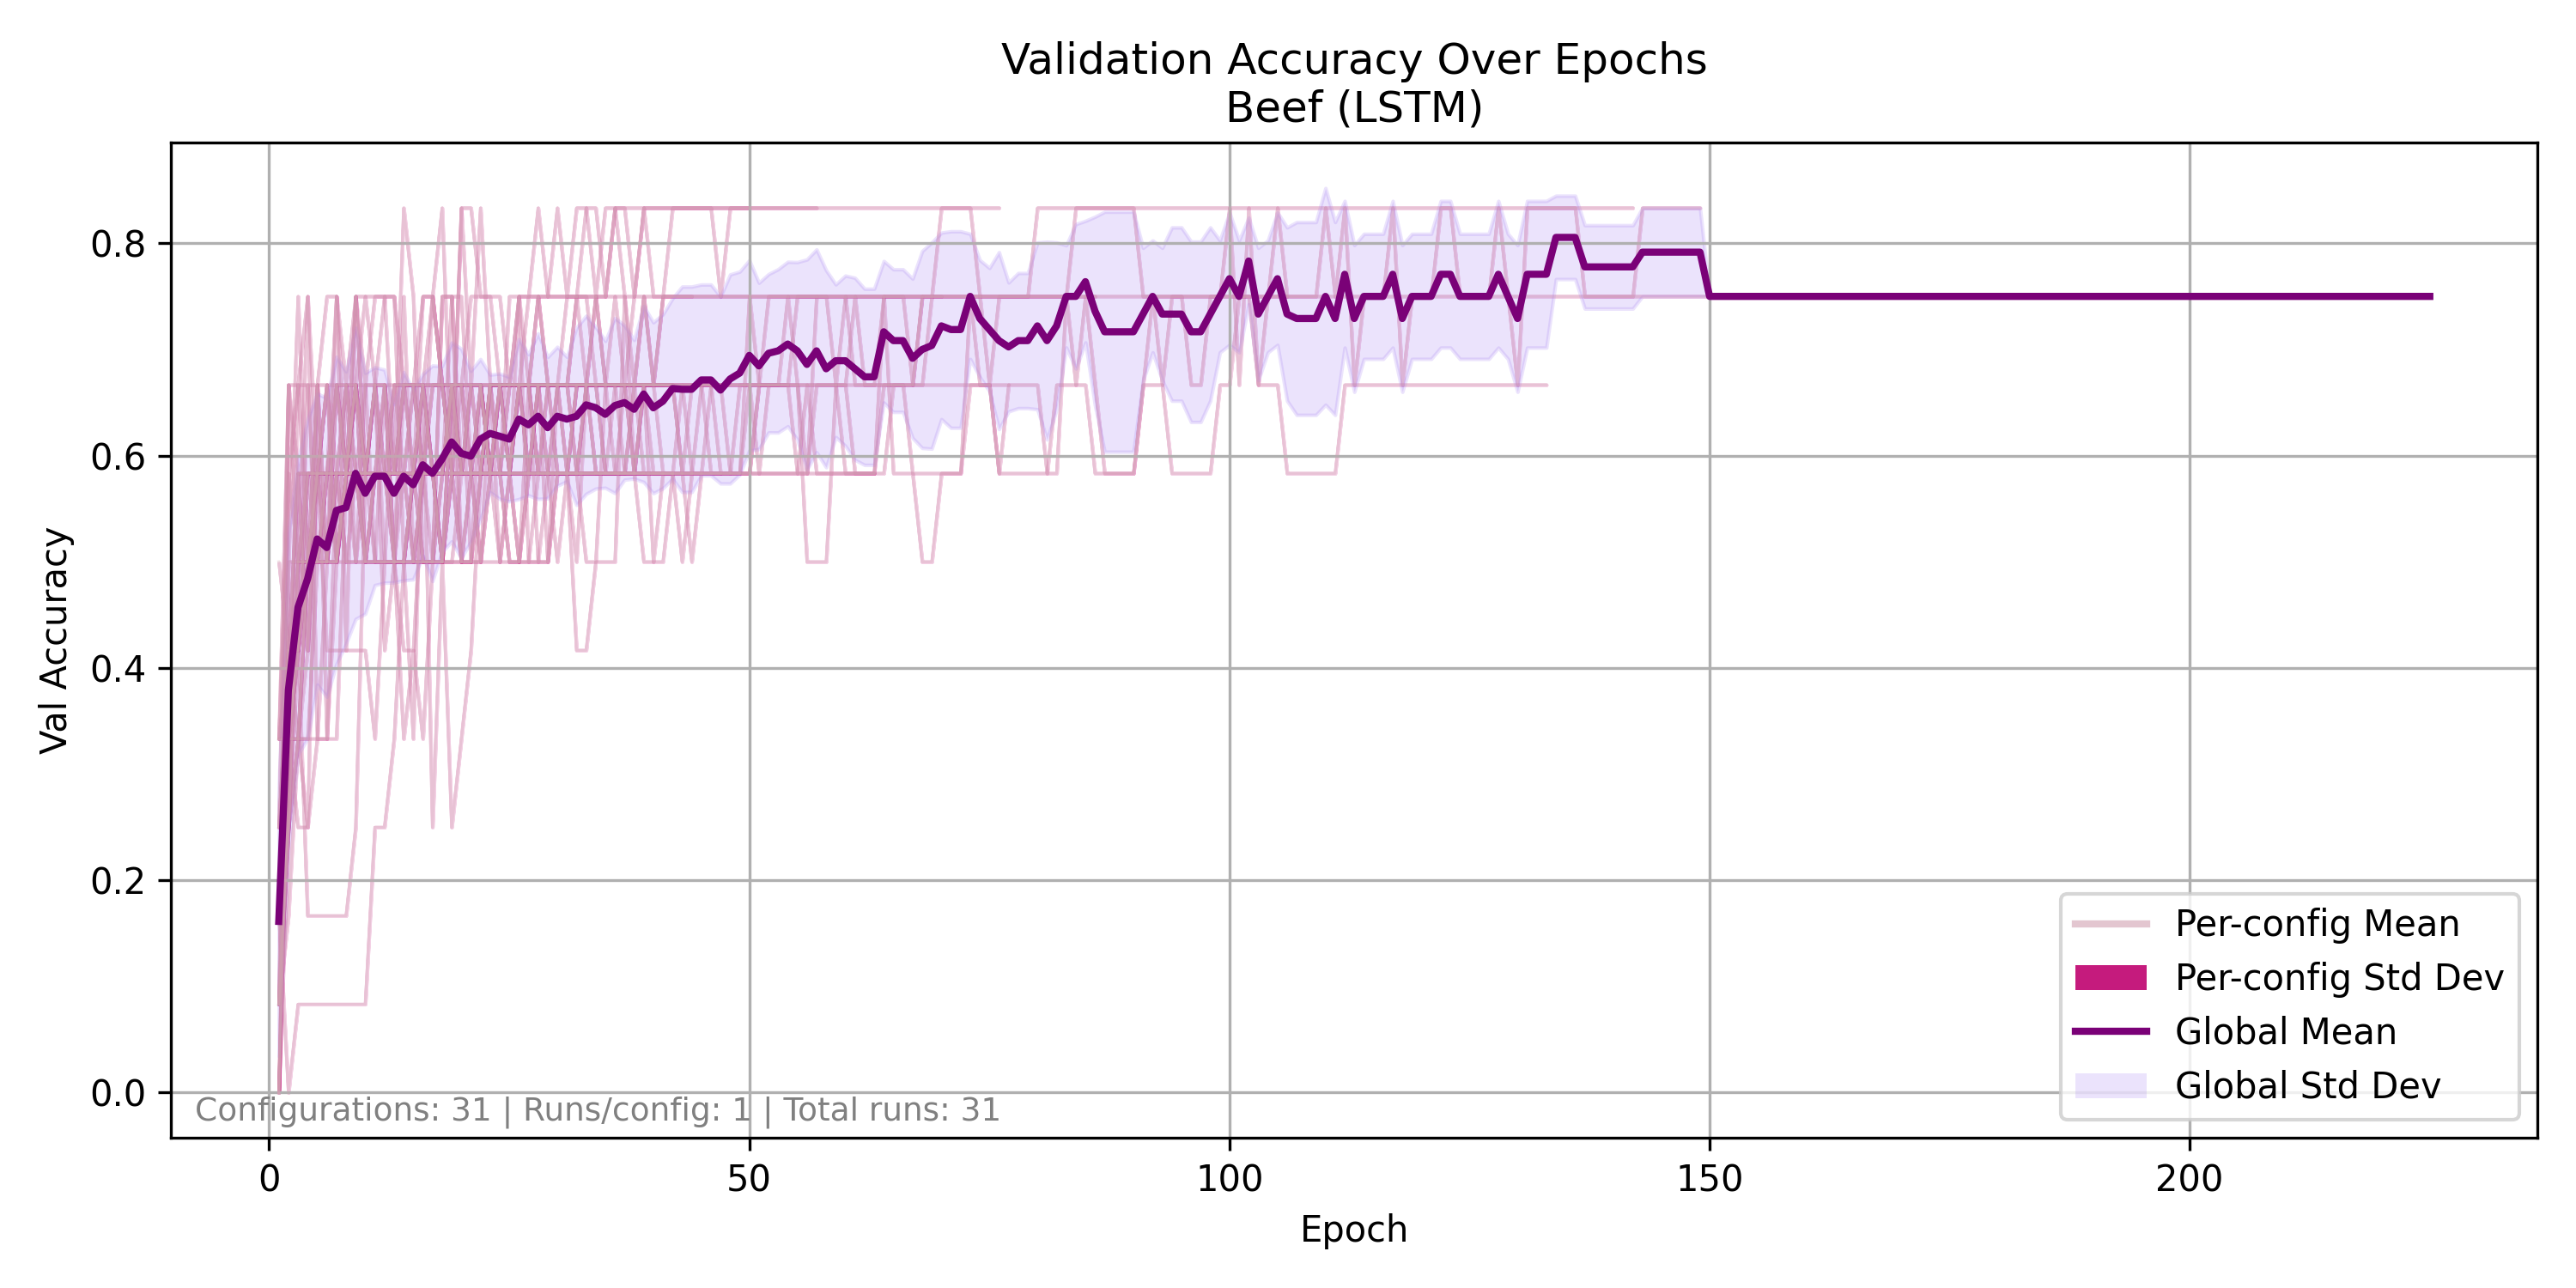 Validation Accuracy Over Epochs
Beef (LSTM)
Val Accuracy
0.8
0.6
0.4
0.2
0.0
Configurations: 31 | Runs/config: 1 | Total runs: 31
Per-config Mean
Per-config Std Dev
Global Mean
Global Std Dev
0 50 100 150 200
Epoch